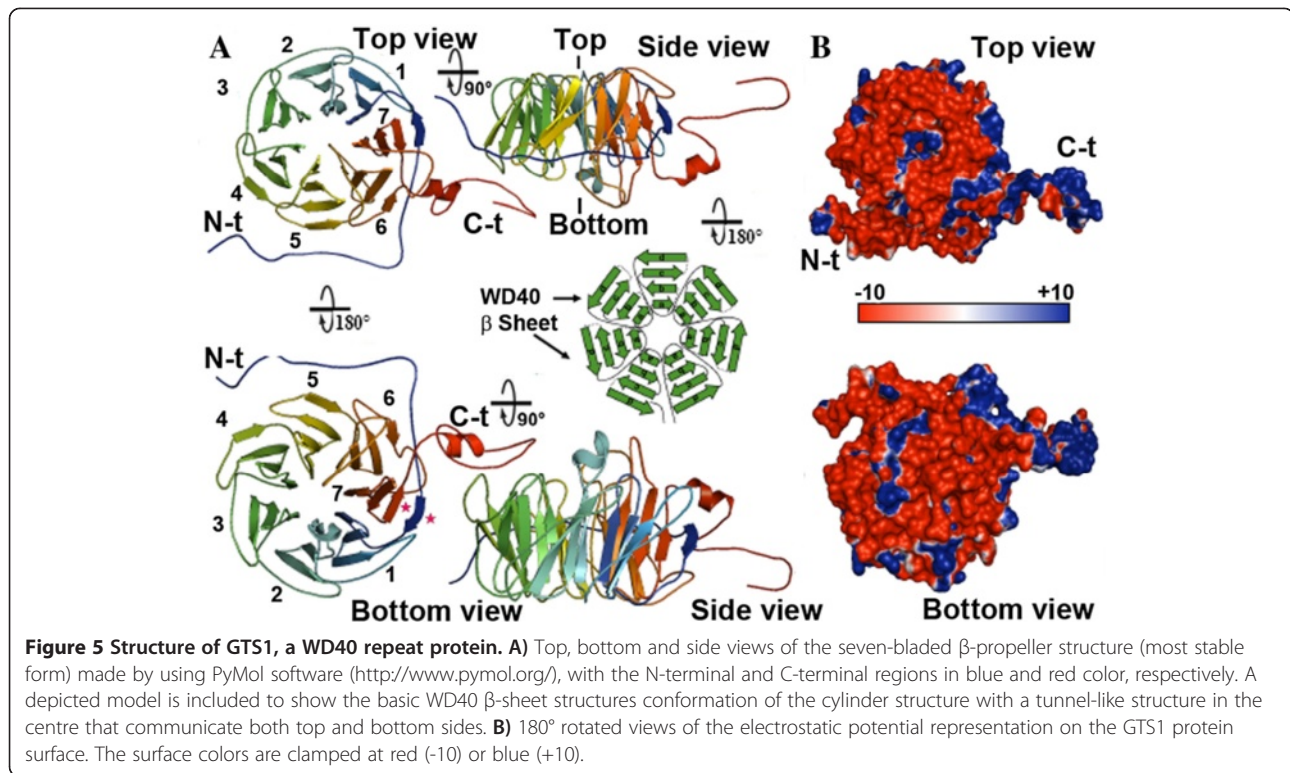 A
Top view
2
1
3
7
4
6
5
N-t
C-t
90°
Top
Side view
Bottom
180°
B
Top view
C-t
N-t
-10
+10
180°
WD40
β Sheet
d
c
b
a
N-t
5
6
4
C-t
90°
7
3
1
2
Bottom view
Side view
Bottom view
Figure 5 Structure of GTS1, a WD40 repeat protein. A) Top, bottom and side views of the seven-bladed β-propeller structure (most stable
form) made by using PyMol software (http://www.pymol.org/), with the N-terminal and C-terminal regions in blue and red color, respectively. A
depicted model is included to show the basic WD40 β-sheet structures conformation of the cylinder structure with a tunnel-like structure in the
centre that communicate both top and bottom sides. B) 180° rotated views of the electrostatic potential representation on the GTS1 protein
surface. The surface colors are clamped at red (-10) or blue (+10).